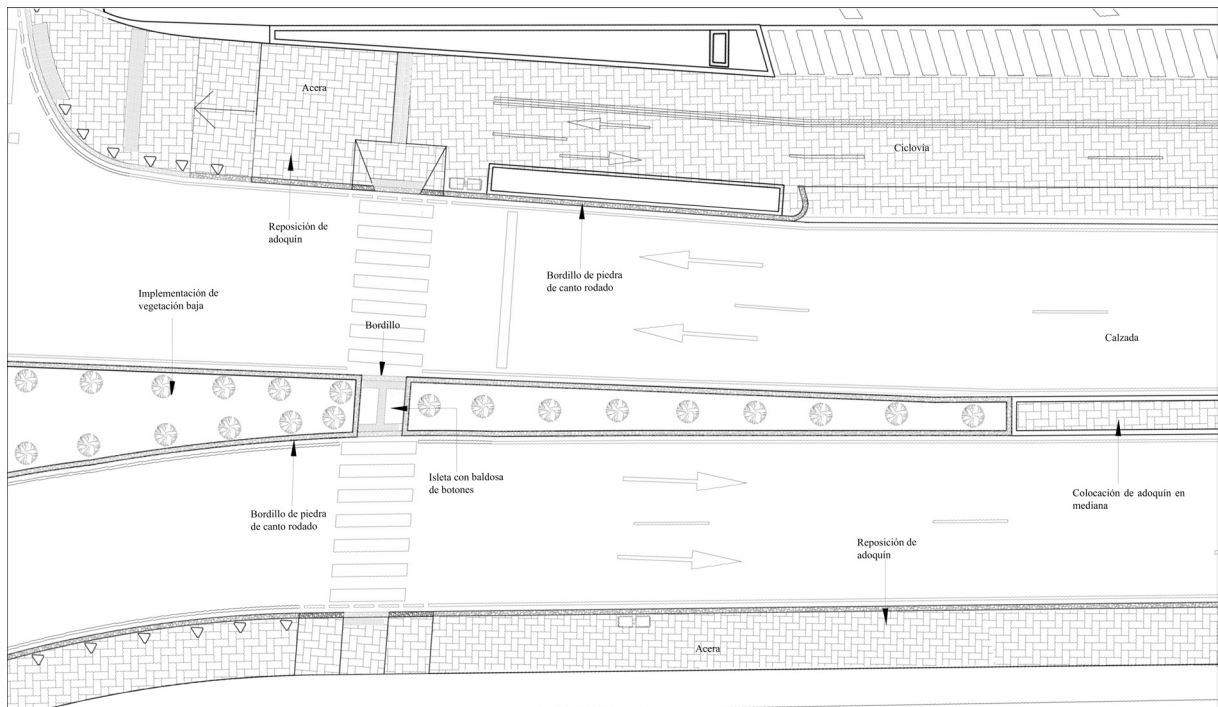 Acera
Ciclovía
Reposición de
adoquín
Bordillo de piedra
de canto rodado
Implementación de
vegetación baja
Bordillo
Calzada
Isleta con baldosa
de botones
Colocación de adoquín en
mediana
Bordillo de piedra
de canto rodado
Reposición de
adoquín
Acera